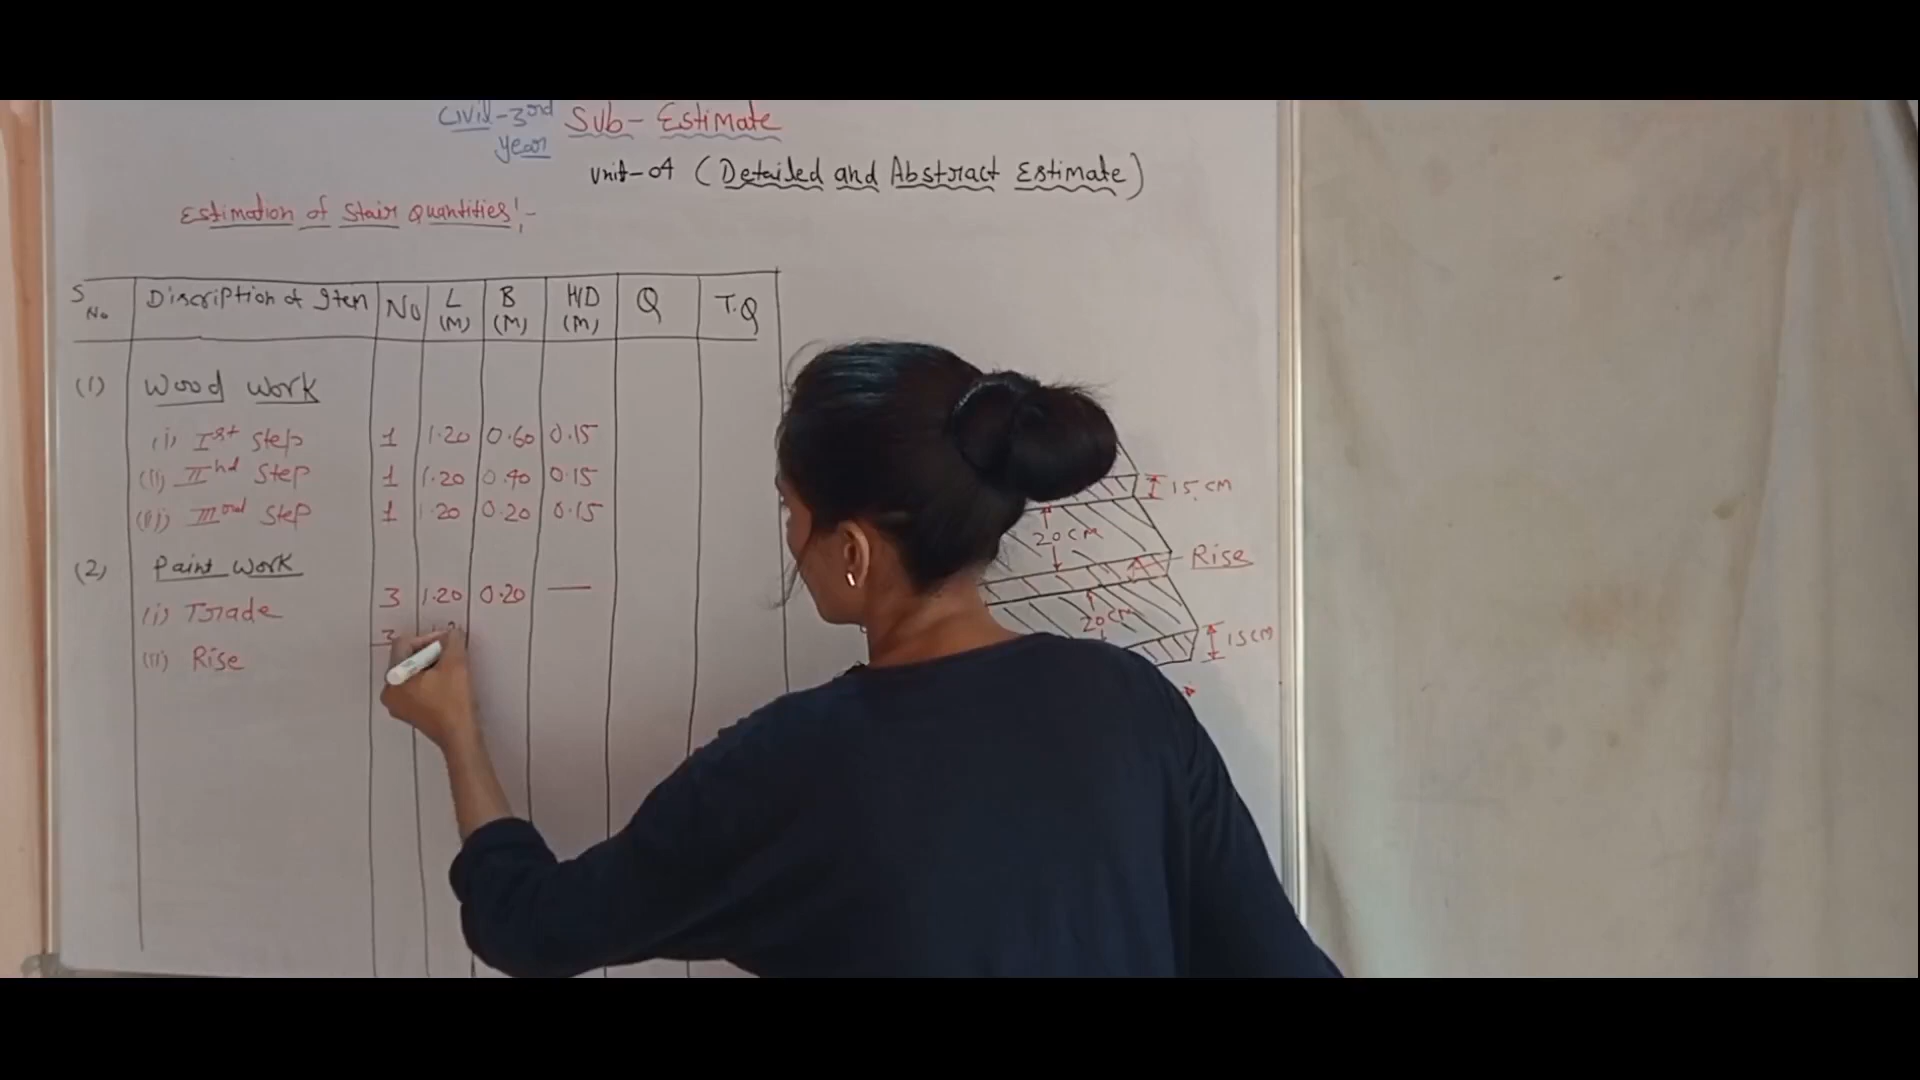 Civil-3rd Sub- Estimate
Year
Unit-04 (Detailed and Abstract Estimate)
Estimation of Stair Quantities:-
S No Discription of Item No L (M) B (M) H/D (M) Q T.Q
(1) Wood Work
(i) Ist Step 1 1.20 0.60 0.15
(ii) IInd Step 1 1.20 0.40 0.15
(iii) IIIrd Step 1 1.20 0.20 0.15
(2) Paint Work
(i) Trade 3 1.20 0.20 —
(ii) Rise 3
15 CM
20 CM
Rise
20 CM
15 CM